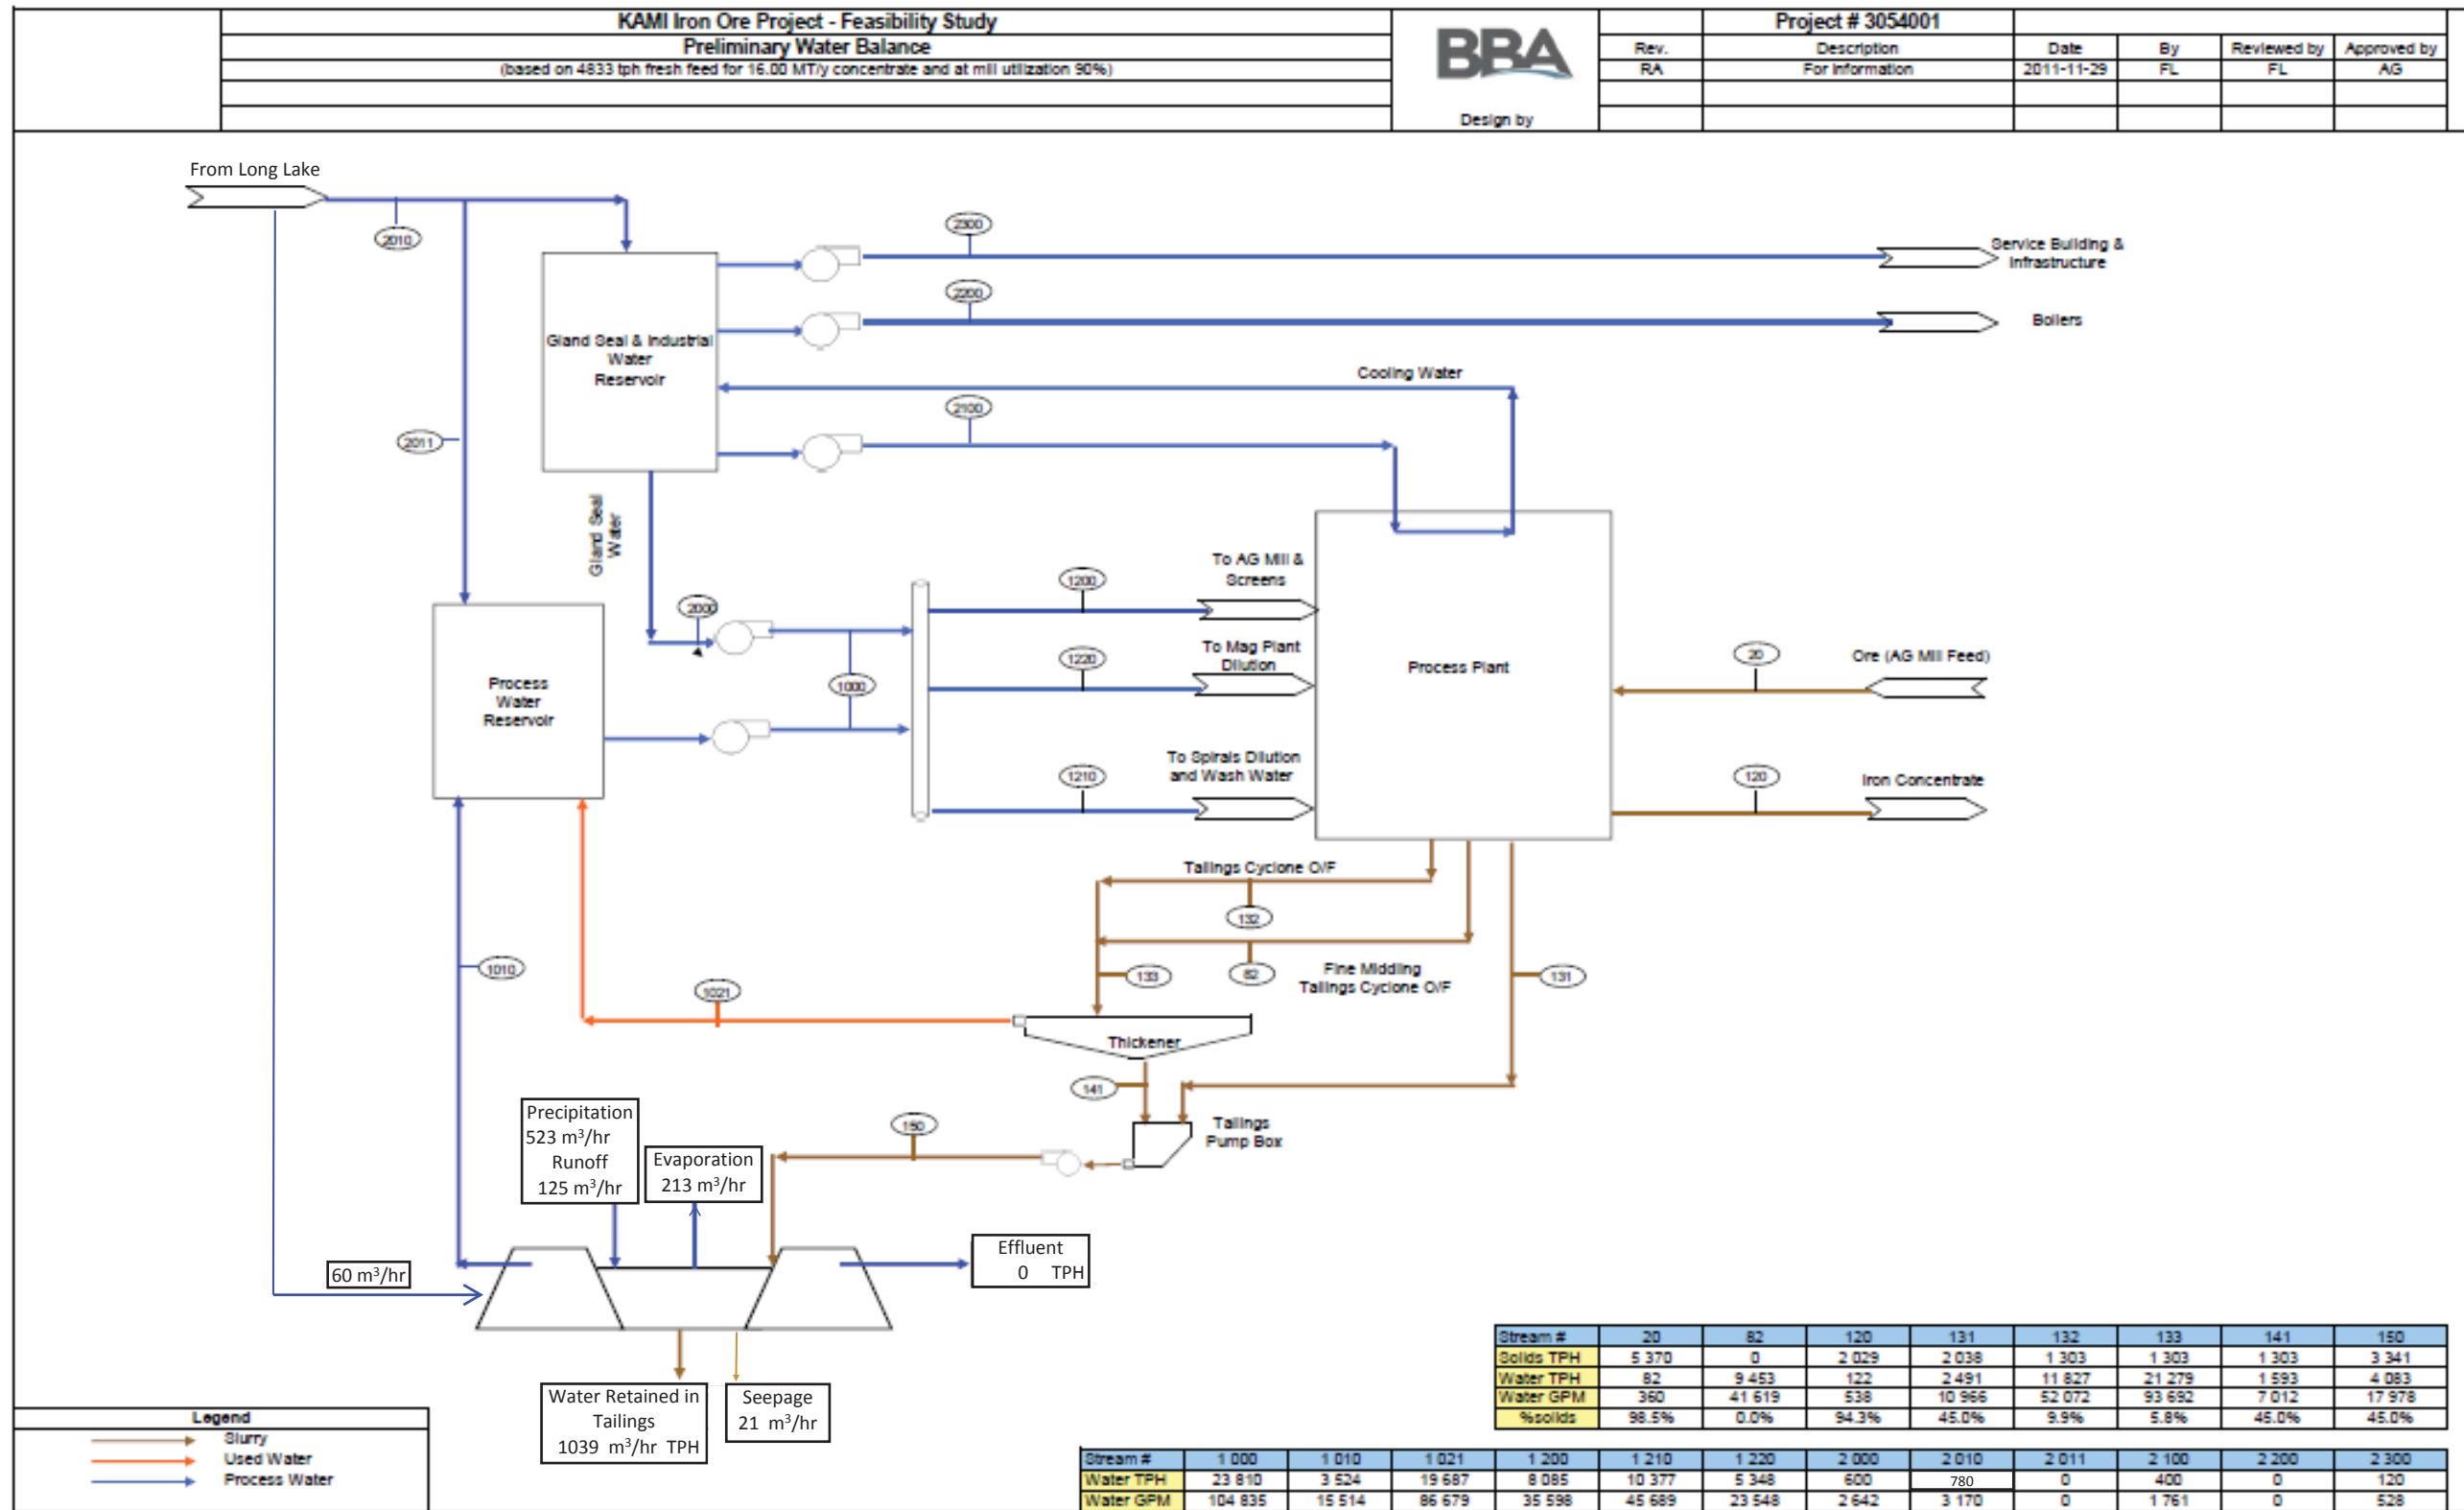 KAMI Iron Ore Project - Feasibility Study
Preliminary Water Balance
(based on 4833 tph fresh feed for 16.00 MT/y concentrate and at mill utilization 90%)
BBA
Design by
Project # 3054001
Rev. Description Date By Reviewed by Approved by
RA For Information 2011-11-29 FL FL AG
From Long Lake
2010
2300
Service Building &
Infrastructure
2200
Boilers
Gland Seal & Industrial
Water
Reservoir
Cooling Water
2100
2011
Gland Seal
Water
To AG Mill &
Screens
1200
2000
To Mag Plant
Dilution
1220
Process Plant
20
Ore (AG Mill Feed)
Process
Water
Reservoir
1000
To Spirals Dilution
and Wash Water
1210
120
Iron Concentrate
Tailings Cyclone O/F
132
1010
133
82
Fine Middling
Tailings Cyclone O/F
131
1021
Thickener
141
Precipitation
523 m³/hr
Runoff
125 m³/hr
Evaporation
213 m³/hr
150
Tailings
Pump Box
60 m³/hr
Effluent
0 TPH
Water Retained in
Tailings
1039 m³/hr TPH
Seepage
21 m³/hr
Legend
Slurry
Used Water
Process Water
Stream # 20 82 120 131 132 133 141 150
Solids TPH 5 370 0 2 029 2 038 1 303 1 303 1 303 3 341
Water TPH 82 9 453 122 2 491 11 827 21 279 1 593 4 083
Water GPM 360 41 619 538 10 966 52 072 93 692 7 012 17 978
%solids 98.5% 0.0% 94.3% 45.0% 9.9% 5.8% 45.0% 45.0%
Stream # 1 000 1 010 1 021 1 200 1 210 1 220 2 000 2 010 2 011 2 100 2 200 2 300
Water TPH 23 810 3 524 19 687 8 085 10 377 5 348 600 780 0 400 0 120
Water GPM 104 835 15 514 86 679 35 598 45 689 23 548 2 642 3 170 0 1 761 0 528